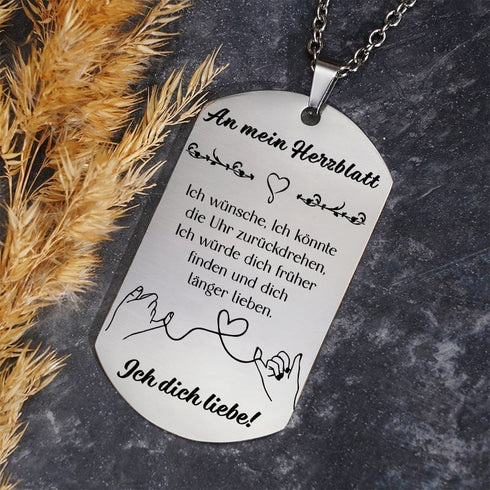 An mein Herzblatt
Ich wünsche, Ich könnte
die Uhr zurückdrehen,
Ich würde dich früher
finden und dich
länger lieben.
Ich dich liebe!